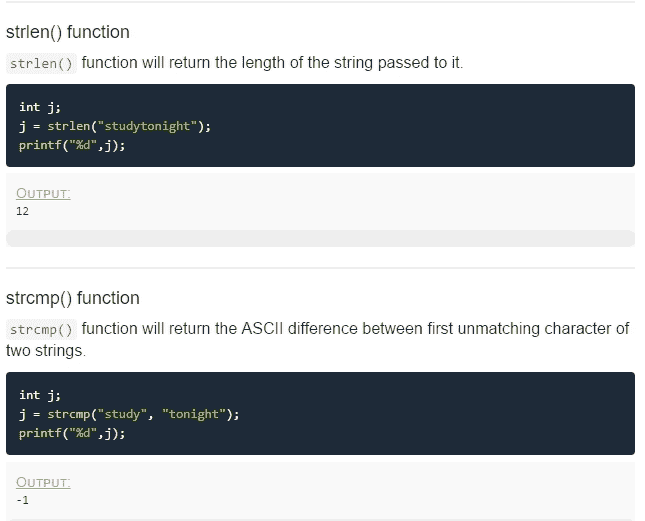 strlen() function
strlen() function will return the length of the string passed to it.
int j;
j = strlen("studytonight");
printf("%d",j);
OUTPUT:
12
strcmp() function
strcmp() function will return the ASCII difference between first unmatching character of
two strings.
int j;
j = strcmp("study", "tonight");
printf("%d",j);
OUTPUT:
-1